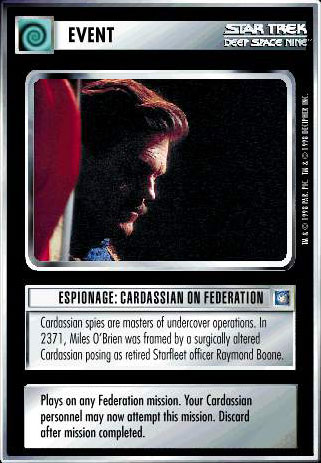 EVENT
STAR TREK
DEEP SPACE NINE
TM & © 1998 PAR. PIC. TM & © 1998 DECIPHER INC.
ESPIONAGE: CARDASSIAN ON FEDERATION
Cardassian spies are masters of undercover operations. In
2371, Miles O'Brien was framed by a surgically altered
Cardassian posing as retired Starfleet officer Raymond Boone.
Plays on any Federation mission. Your Cardassian
personnel may now attempt this mission. Discard
after mission completed.